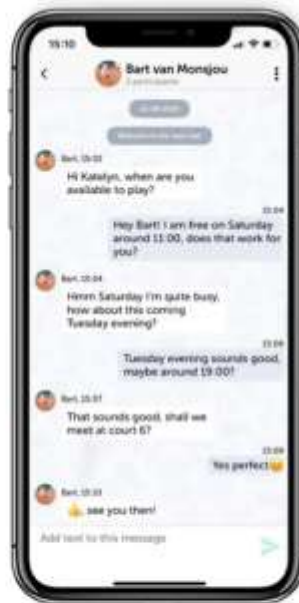 15:10
Bart van Monsjou
2 participants
Bart, 15:03
Hi Katelyn, when are you
available to play?
15:04
Hey Bart! I am free on Saturday
around 11:00, does that work for
you?
Bart, 15:04
Hmm Saturday I'm quite busy,
how about this coming
Tuesday evening?
15:06
Tuesday evening sounds good,
maybe around 19:00?
Bart, 15:07
That sounds good, shall we
meet at court 6?
15:09
Yes perfect😀
Bart, 15:10
👍, see you then!
Add text to this message